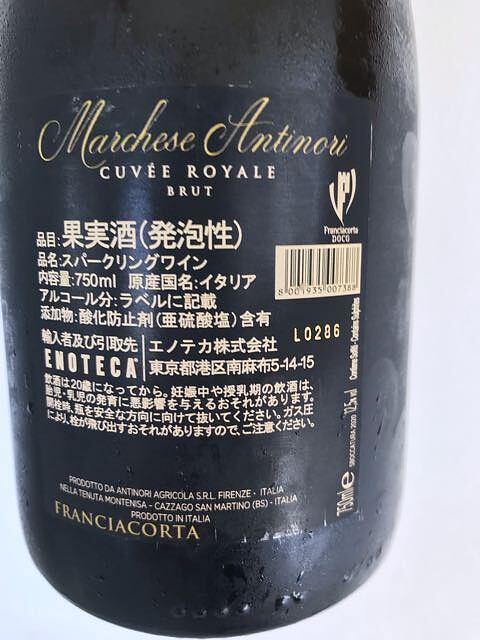 Marchese Antinori
CUVÉE ROYALE
BRUT
Franciacorta
DOCG
品目:果実酒(発泡性)
品名:スパークリングワイン
内容量:750ml 原産国名:イタリア
アルコール分:ラベルに記載
添加物:酸化防止剤(亜硫酸塩)含有
8 001935 007388
L0286
輸入者及び引取先
ENOTECA
エノテカ株式会社
東京都港区南麻布5-14-15
飲酒は20歳になってから。妊娠中や授乳期の飲酒は、
胎児・乳児の発育に悪影響を与えるおそれがあります。
開栓時、瓶を安全な方向に向けて抜いてください。ガス圧
により、栓が飛び出すおそれがありますので、ご注意ください。
Contiene Solfiti - Contains Sulphites
750ml e
SBOCCATURA 2020 12,5% vol
PRODOTTO DA ANTINORI AGRICOLA S.R.L. FIRENZE - ITALIA
NELLA TENUTA MONTENISA - CAZZAGO SAN MARTINO (BS) - ITALIA
PRODOTTO IN ITALIA
FRANCIACORTA